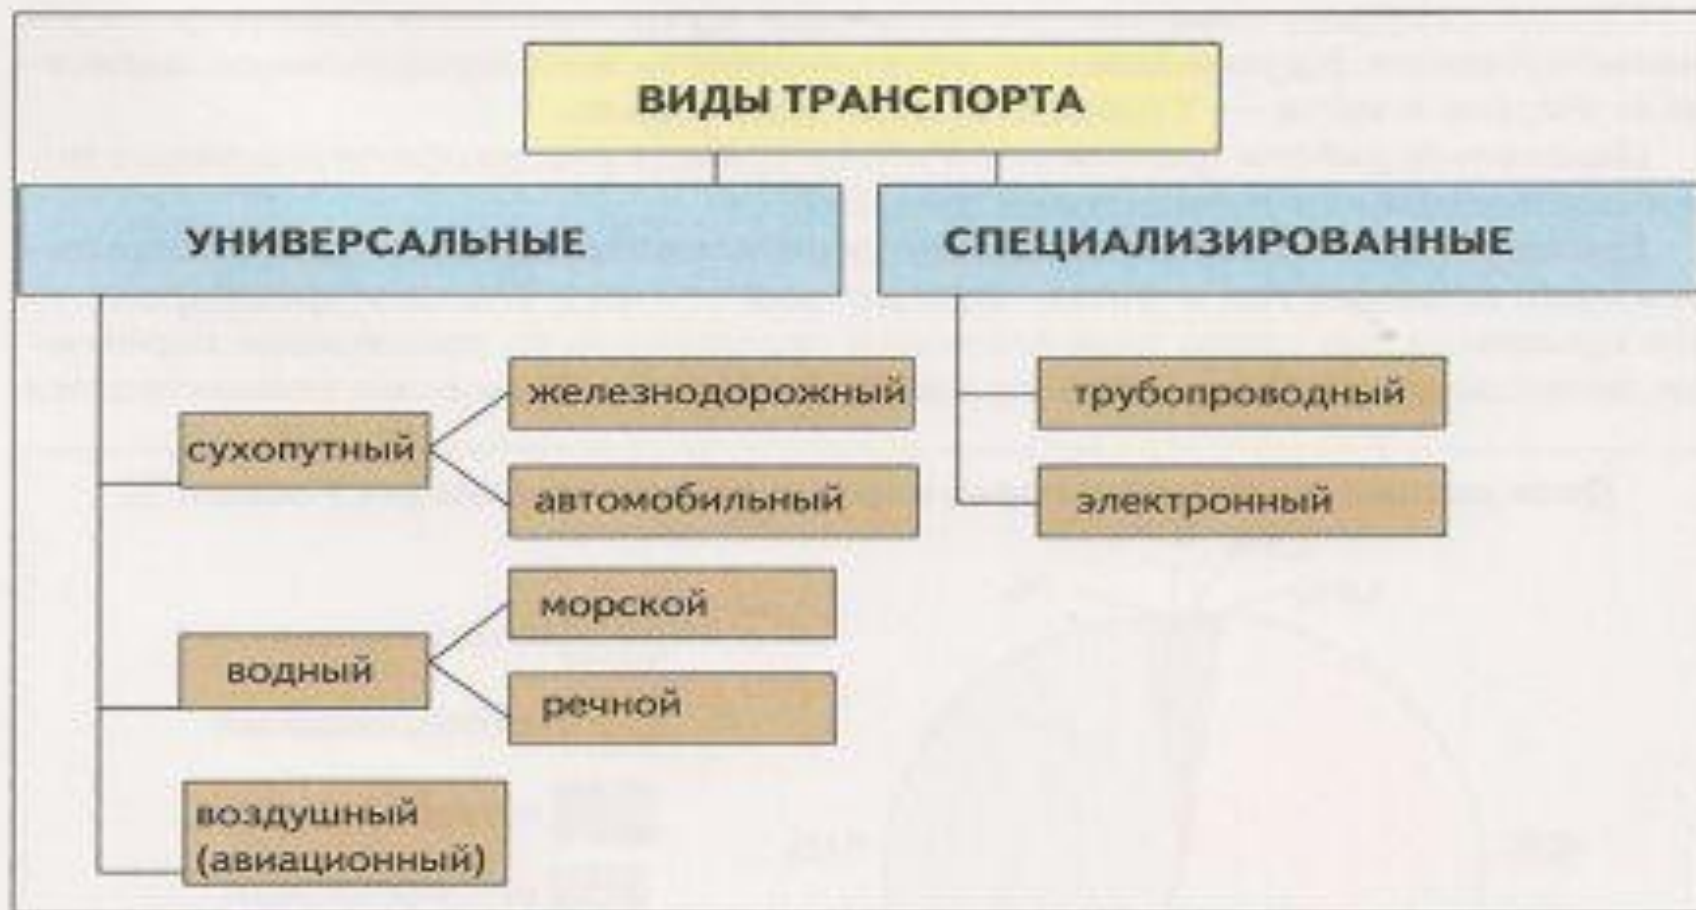 ВИДЫ ТРАНСПОРТА
УНИВЕРСАЛЬНЫЕ
СПЕЦИАЛИЗИРОВАННЫЕ
сухопутный
железнодорожный
автомобильный
водный
морской
речной
воздушный
(авиационный)
трубопроводный
электронный